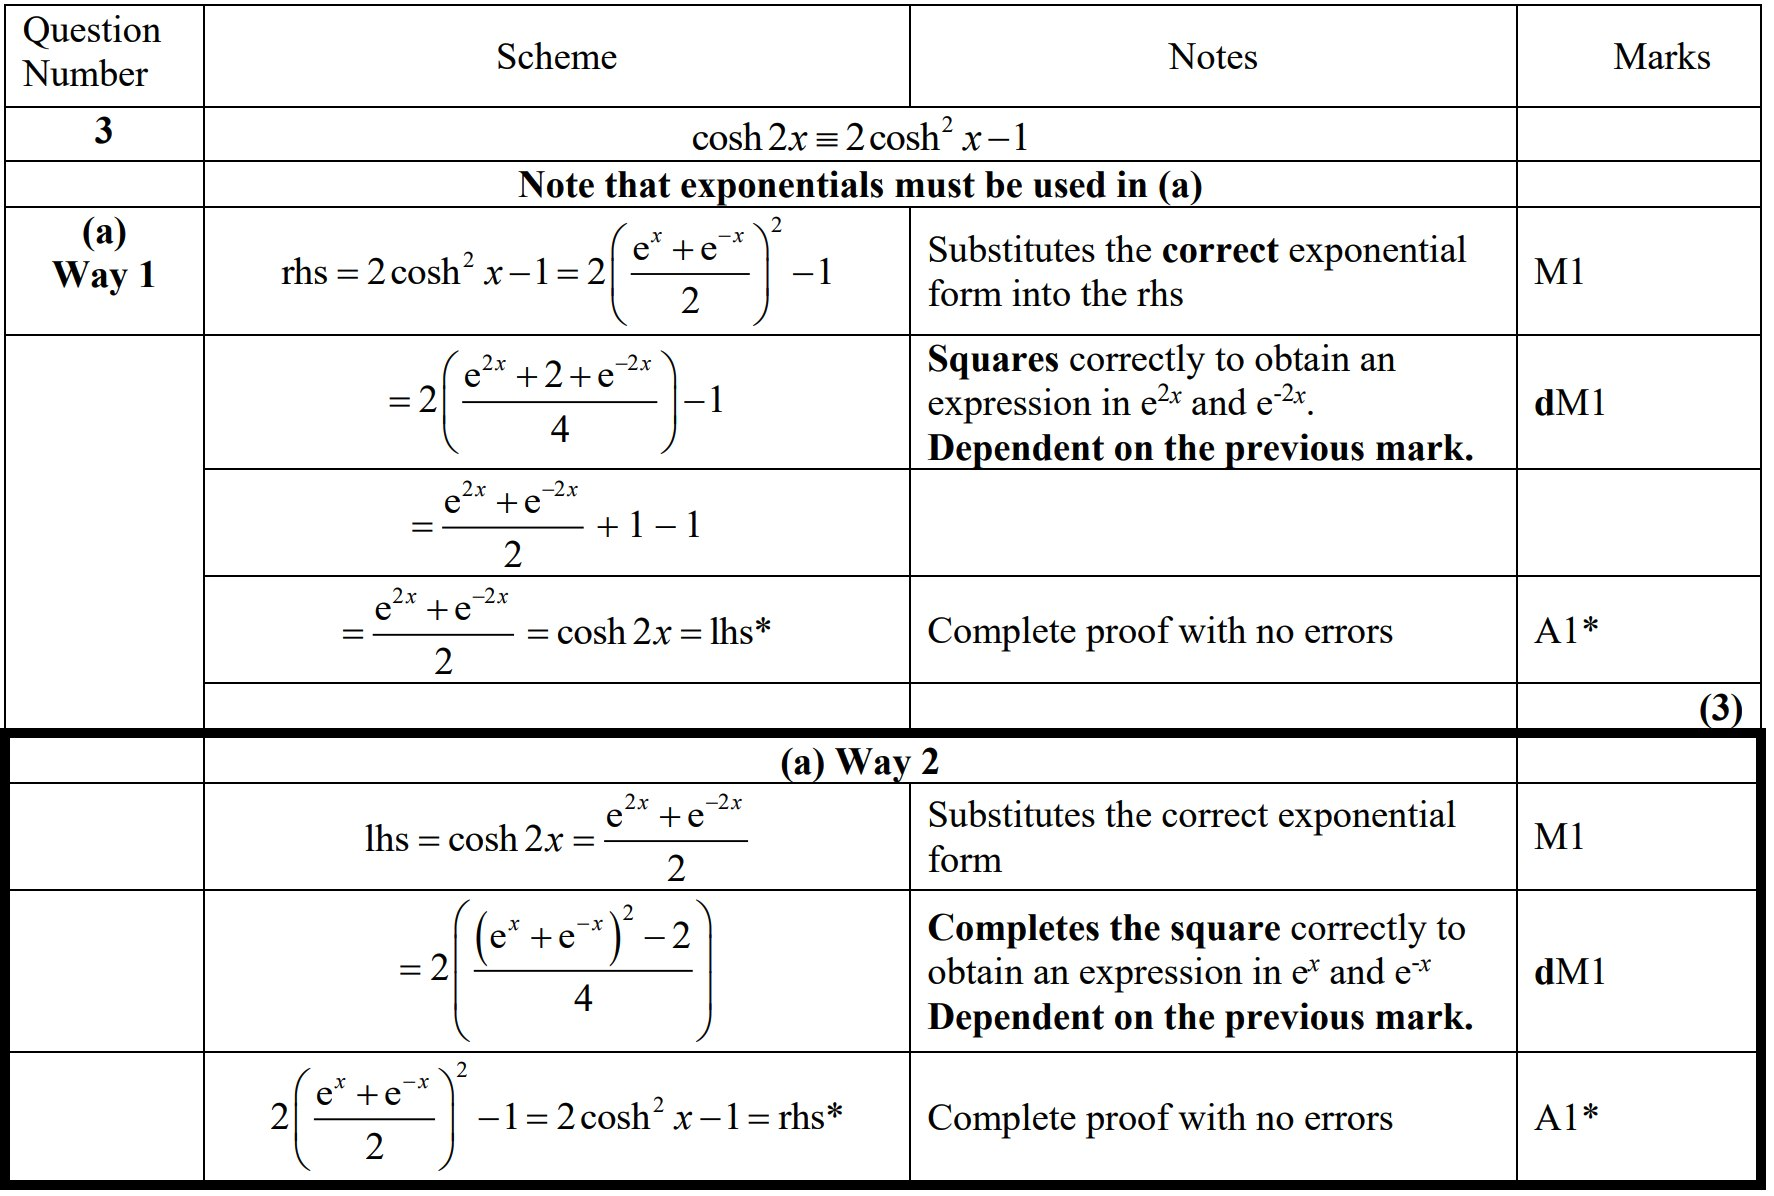 Question
Number
Scheme
Notes
Marks
3
cosh 2x ≡ 2cosh² x – 1
Note that exponentials must be used in (a)
(a)
Way 1
rhs = 2cosh² x – 1 = 2((eˣ + e⁻ˣ)/2)² – 1
Substitutes the correct exponential
form into the rhs
M1
= 2((e²ˣ + 2 + e⁻²ˣ)/4) – 1
Squares correctly to obtain an
expression in e²ˣ and e⁻²ˣ.
Dependent on the previous mark.
dM1
= (e²ˣ + e⁻²ˣ)/2 + 1 – 1
= (e²ˣ + e⁻²ˣ)/2 = cosh 2x = lhs*
Complete proof with no errors
A1*
(3)
(a) Way 2
lhs = cosh 2x = (e²ˣ + e⁻²ˣ)/2
Substitutes the correct exponential
form
M1
= 2(((eˣ + e⁻ˣ)² – 2)/4)
Completes the square correctly to
obtain an expression in eˣ and e⁻ˣ
Dependent on the previous mark.
dM1
2((eˣ + e⁻ˣ)/2)² – 1 = 2cosh² x – 1 = rhs*
Complete proof with no errors
A1*